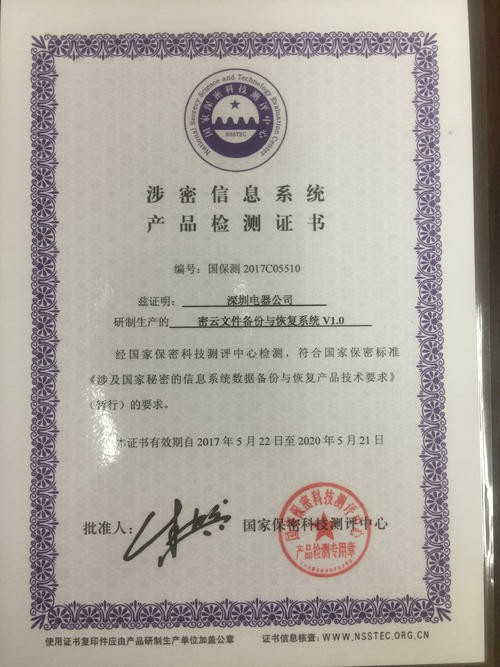 National Secrecy Science and Technology Evaluation Center
国家保密科技测评中心
NSSTEC
涉密信息系统
产品检测证书
编号：国保测 2017C05510
兹证明： 深圳电器公司
研制生产的 密云文件备份与恢复系统 V1.0
经国家保密科技测评中心检测，符合国家保密标准
《涉及国家秘密的信息系统数据备份与恢复产品技术要求》
（暂行）的要求。
本证书有效期自 2017 年 5 月 22 日至 2020 年 5 月 21 日
批准人：
国家保密科技测评中心
国家保密科技测评中心
产品检测专用章
使用证书复印件应由产品研制生产单位加盖公章 证书信息核查：WWW.NSSTEC.ORG.CN